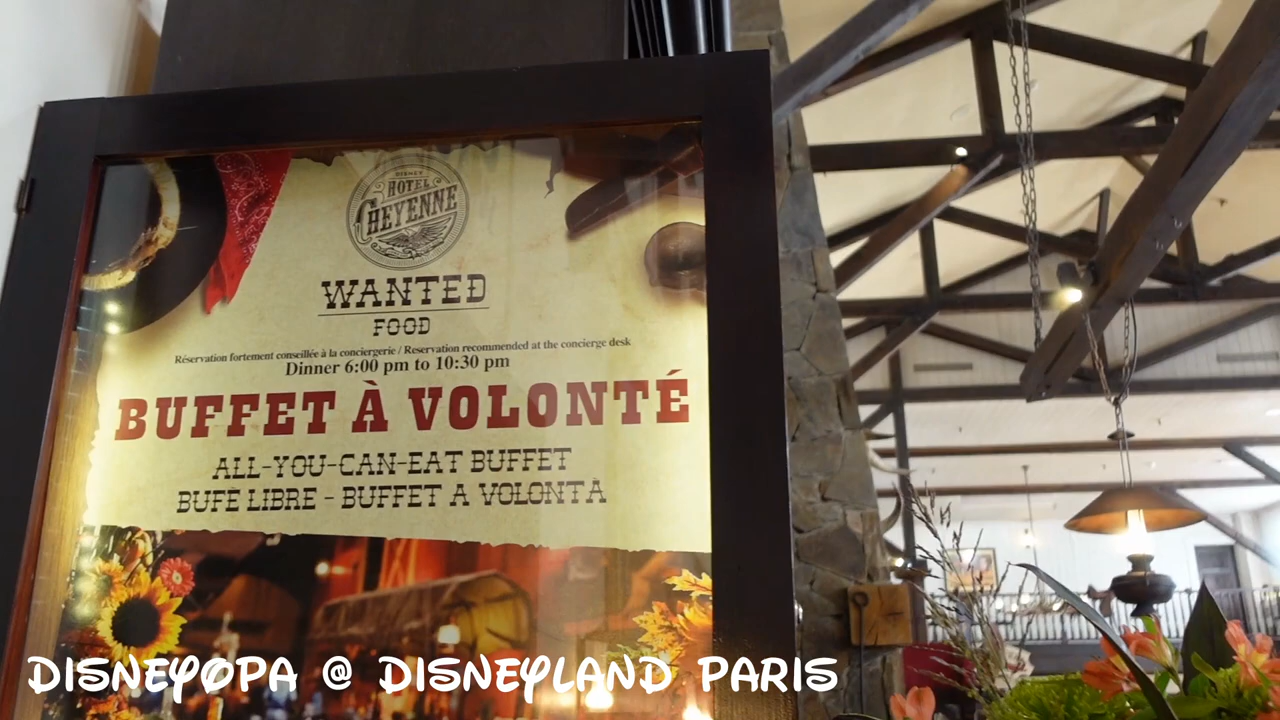 DISNEY
HOTEL
CHEYENNE
WANTED
FOOD
Réservation fortement conseillée à la conciergerie / Reservation recommended at the concierge desk
Dinner 6:00 pm to 10:30 pm
BUFFET À VOLONTÉ
ALL-YOU-CAN-EAT BUFFET
BUFÉ LIBRE - BUFFET A VOLONTÀ
DISNEYOPA @ DISNEYLAND PARIS